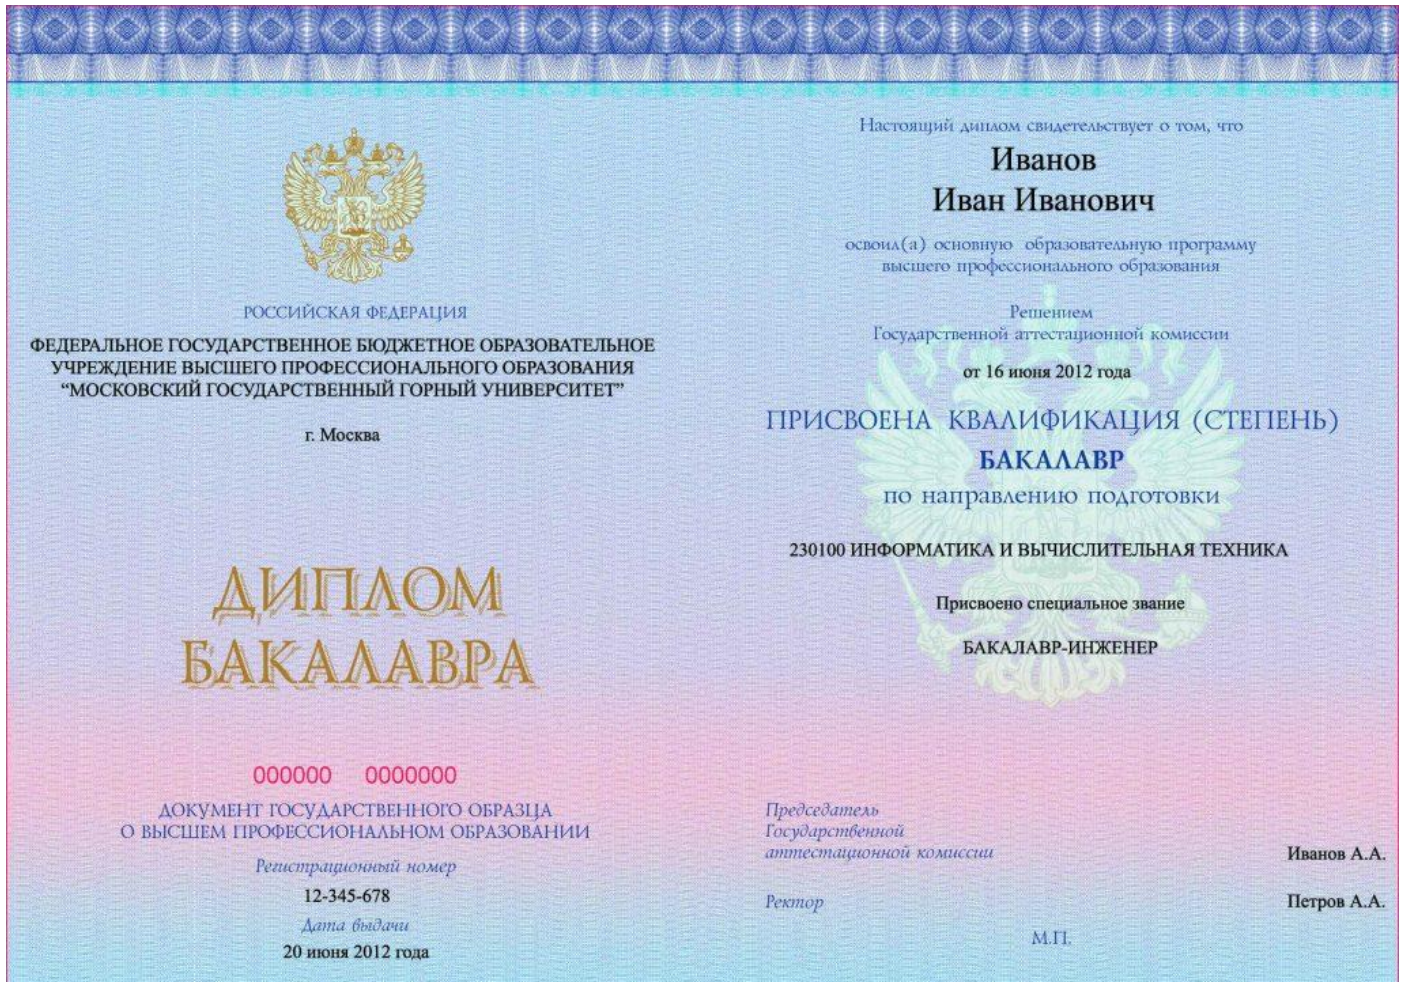 РОССИЙСКАЯ ФЕДЕРАЦИЯ
ФЕДЕРАЛЬНОЕ ГОСУДАРСТВЕННОЕ БЮДЖЕТНОЕ ОБРАЗОВАТЕЛЬНОЕ
УЧРЕЖДЕНИЕ ВЫСШЕГО ПРОФЕССИОНАЛЬНОГО ОБРАЗОВАНИЯ
“МОСКОВСКИЙ ГОСУДАРСТВЕННЫЙ ГОРНЫЙ УНИВЕРСИТЕТ”
г. Москва
ДИПЛОМ
БАКАЛАВРА
000000 0000000
ДОКУМЕНТ ГОСУДАРСТВЕННОГО ОБРАЗЦА
О ВЫСШЕМ ПРОФЕССИОНАЛЬНОМ ОБРАЗОВАНИИ
Регистрационный номер
12-345-678
Дата выдачи
20 июня 2012 года
Настоящий диплом свидетельствует о том, что
Иванов
Иван Иванович
освоил(а) основную образовательную программу
высшего профессионального образования
Решением
Государственной аттестационной комиссии
от 16 июня 2012 года
ПРИСВОЕНА КВАЛИФИКАЦИЯ (СТЕПЕНЬ)
БАКАЛАВР
по направлению подготовки
230100 ИНФОРМАТИКА И ВЫЧИСЛИТЕЛЬНАЯ ТЕХНИКА
Присвоено специальное звание
БАКАЛАВР-ИНЖЕНЕР
Председатель
Государственной
аттестационной комиссии
Иванов А.А.
Ректор
Петров А.А.
М.П.